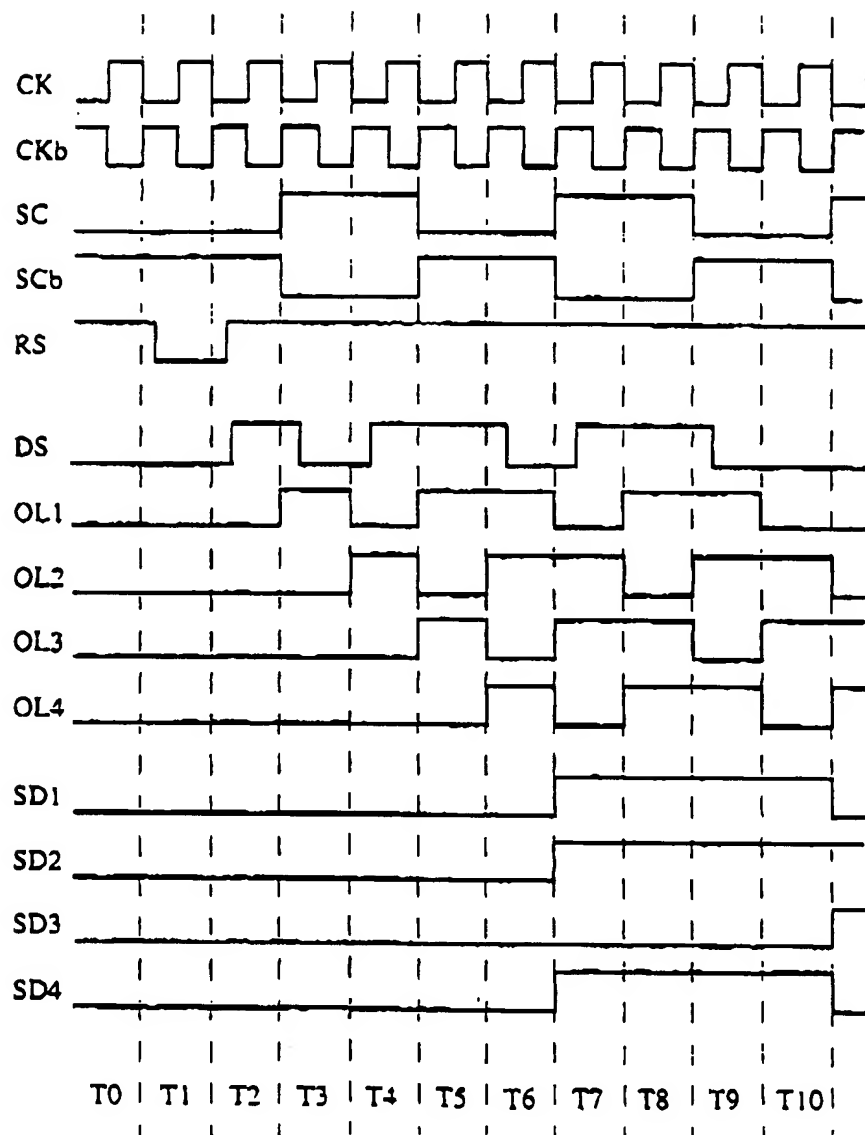 CK
CKb
SC
SCb
RS
DS
OL1
OL2
OL3
OL4
SD1
SD2
SD3
SD4
T0 T1 T2 T3 T4 T5 T6 T7 T8 T9 T10